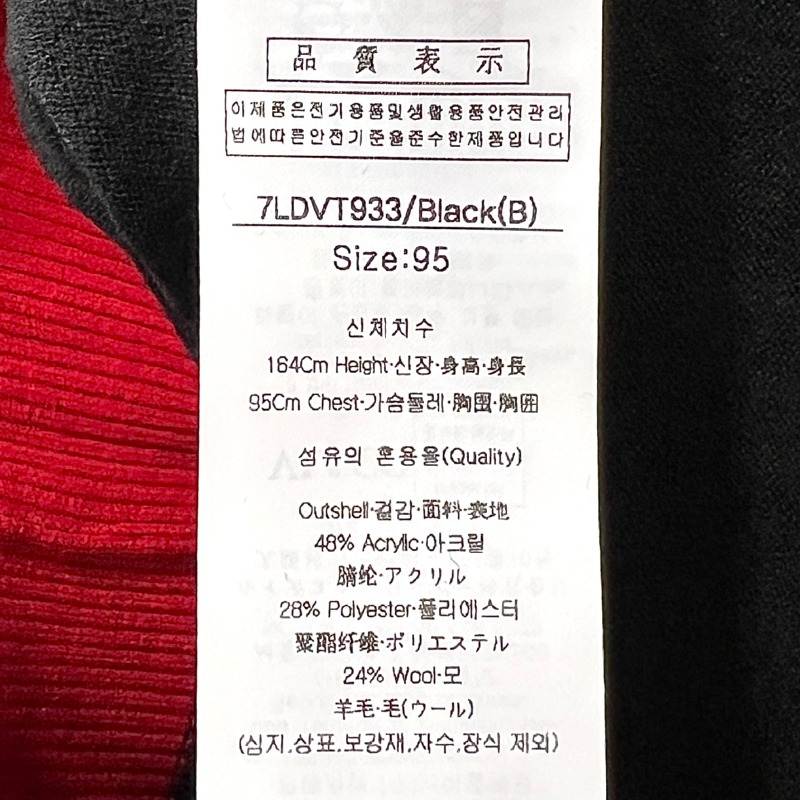 品質表示
이제품은전기용품및생활용품안전관리
법에따른안전기준을준수한제품입니다
7LDVT933/Black(B)
Size:95
신체치수
164Cm Height·신장·身高·身長
95Cm Chest·가슴둘레·胸围·胸囲
섬유의 혼용율(Quality)
Outshell·겉감·面料·表地
48% Acrylic·아크릴
腈纶·アクリル
28% Polyester·폴리에스터
聚酯纤维·ポリエステル
24% Wool·모
羊毛·毛(ウール)
(심지,상표,보강재,자수,장식 제외)